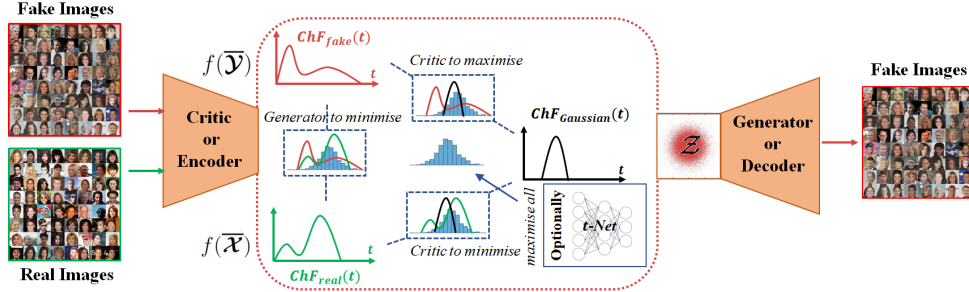 Fake Images
Real Images
Critic
or
Encoder
f(𝒴̅)
f(𝒳̅)
ChF_fake(t)
t
Critic to maximise
Generator to minimise
ChF_Gaussian(t)
t
ChF_real(t)
t
Critic to minimise
maximise all
Optionally
t-Net
𝒵
Generator
or
Decoder
Fake Images